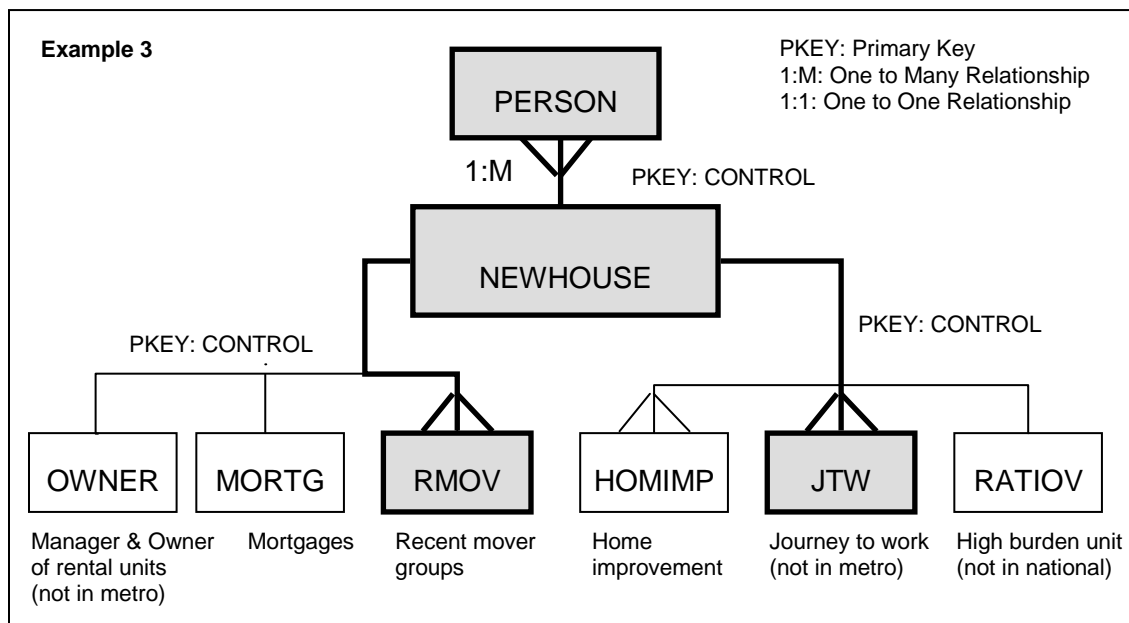 Example 3
PKEY: Primary Key
1:M: One to Many Relationship
1:1: One to One Relationship
PERSON
1:M
PKEY: CONTROL
NEWHOUSE
PKEY: CONTROL
PKEY: CONTROL
OWNER
MORTG
RMOV
HOMIMP
JTW
RATIOV
Manager & Owner
of rental units
(not in metro)
Mortgages
Recent mover
groups
Home
improvement
Journey to work
(not in metro)
High burden unit
(not in national)